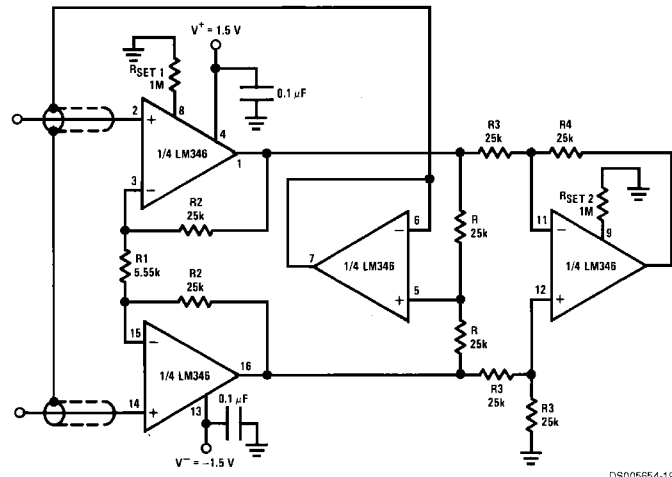 V+ = 1.5 V
RSET 1
1M
0.1 µF
2
+
8
4
1/4 LM346
1
3
−
R2
25k
R1
5.55k
R2
25k
15
−
1/4 LM346
16
14
+
13
0.1 µF
V− = −1.5 V
7
1/4 LM346
6
−
5
+
R
25k
R
25k
R3
25k
R4
25k
RSET 2
1M
11
−
9
1/4 LM346
12
+
R3
25k
R3
25k
DS005654-19